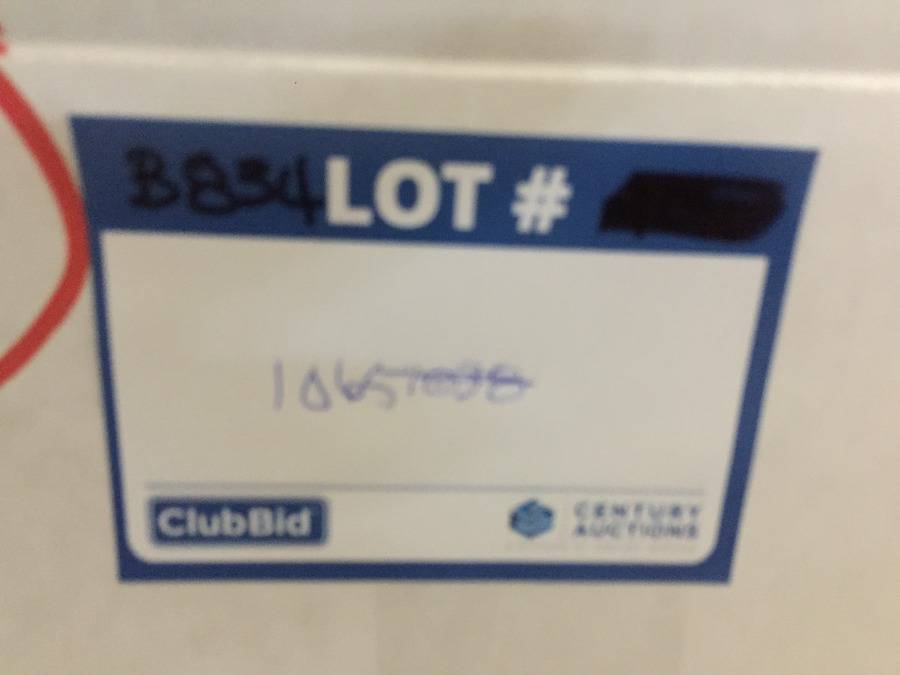 B834 LOT #
ClubBid
CENTURY
AUCTIONS